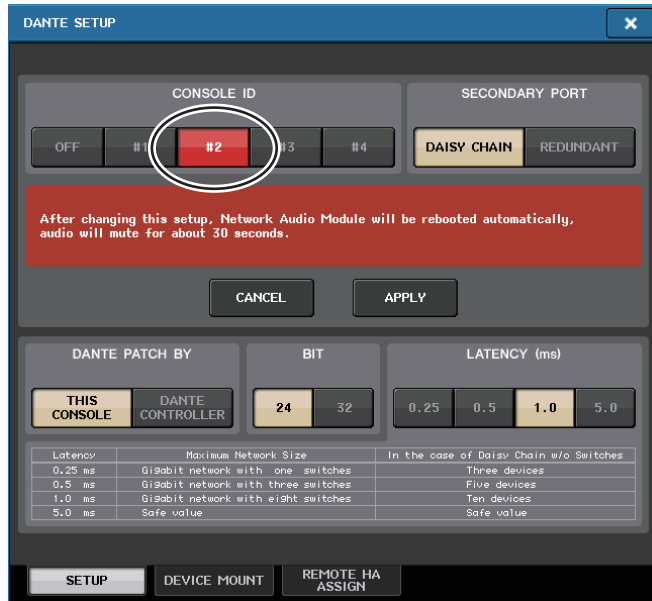 DANTE SETUP
CONSOLE ID
SECONDARY PORT
OFF #1 #2 #3 #4
DAISY CHAIN REDUNDANT
After changing this setup, Network Audio Module will be rebooted automatically,
audio will mute for about 30 seconds.
CANCEL APPLY
DANTE PATCH BY
BIT
LATENCY (ms)
THIS
CONSOLE
DANTE
CONTROLLER
24 32
0.25 0.5 1.0 5.0
Latency Maximum Network Size In the case of Daisy Chain w/o Switches
0.25 ms Gigabit network with one switches Three devices
0.5 ms Gigabit network with three switches Five devices
1.0 ms Gigabit network with eight switches Ten devices
5.0 ms Safe value Safe value
SETUP
DEVICE MOUNT
REMOTE HA
ASSIGN